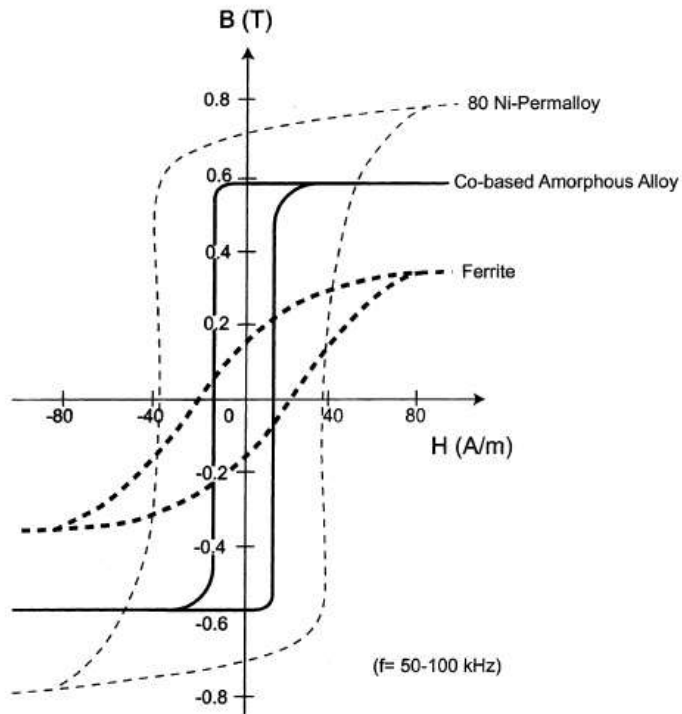 B (T)
0.8
80 Ni-Permalloy
0.6
Co-based Amorphous Alloy
0.4
Ferrite
0.2
-80
-40
0
40
80
H (A/m)
-0.2
-0.4
-0.6
(f= 50-100 kHz)
-0.8